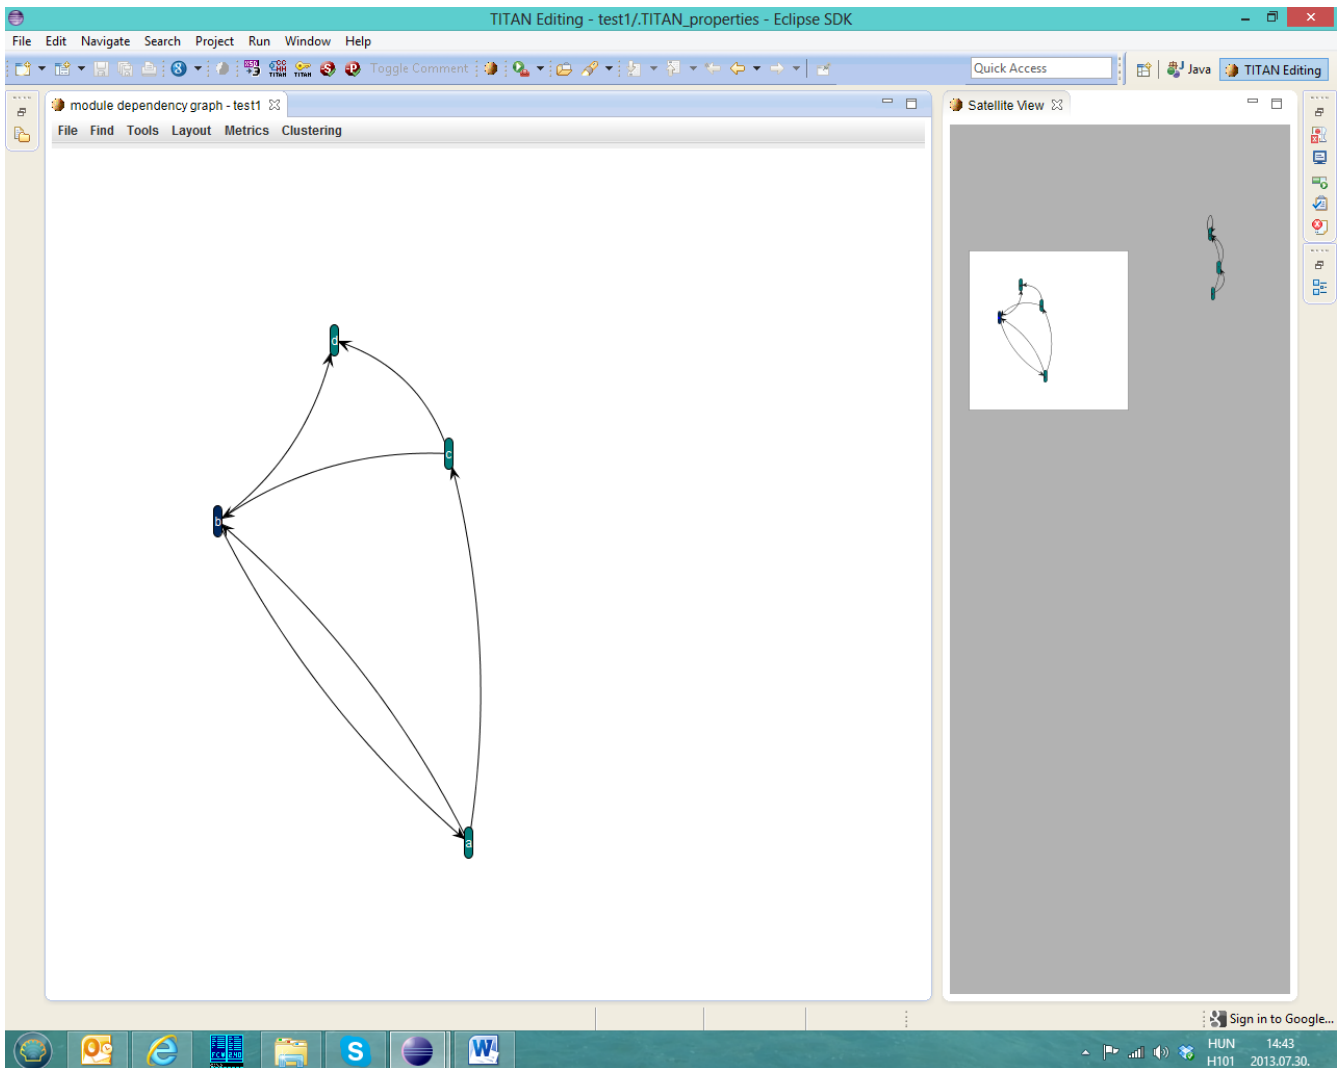 TITAN Editing - test1/.TITAN_properties - Eclipse SDK
File Edit Navigate Search Project Run Window Help
Toggle Comment
Quick Access
Java
TITAN Editing
module dependency graph - test1
Satellite View
File Find Tools Layout Metrics Clustering
d
c
b
a
Sign in to Google...
HUN 14:43
H101 2013.07.30.